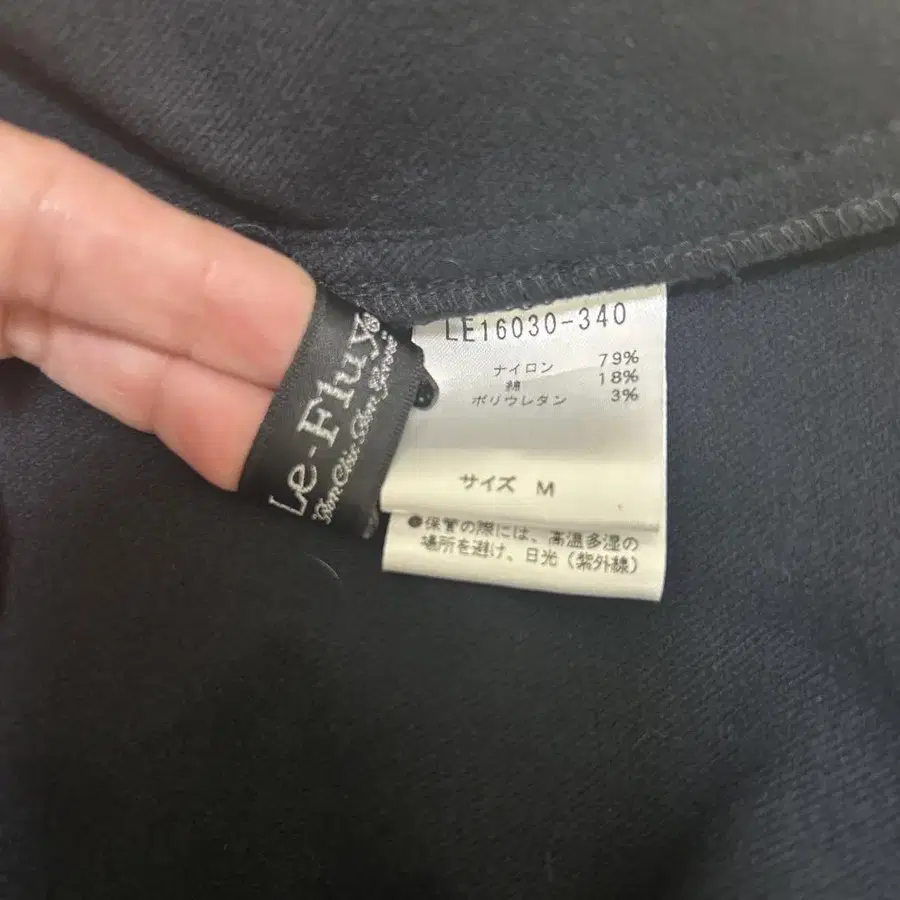 Le-Fluy®
LE16030-340
ナイロン 79%
綿 18%
ポリウレタン 3%
サイズ M
●保管の際には、高温多湿の
場所を避け、日光（紫外線）